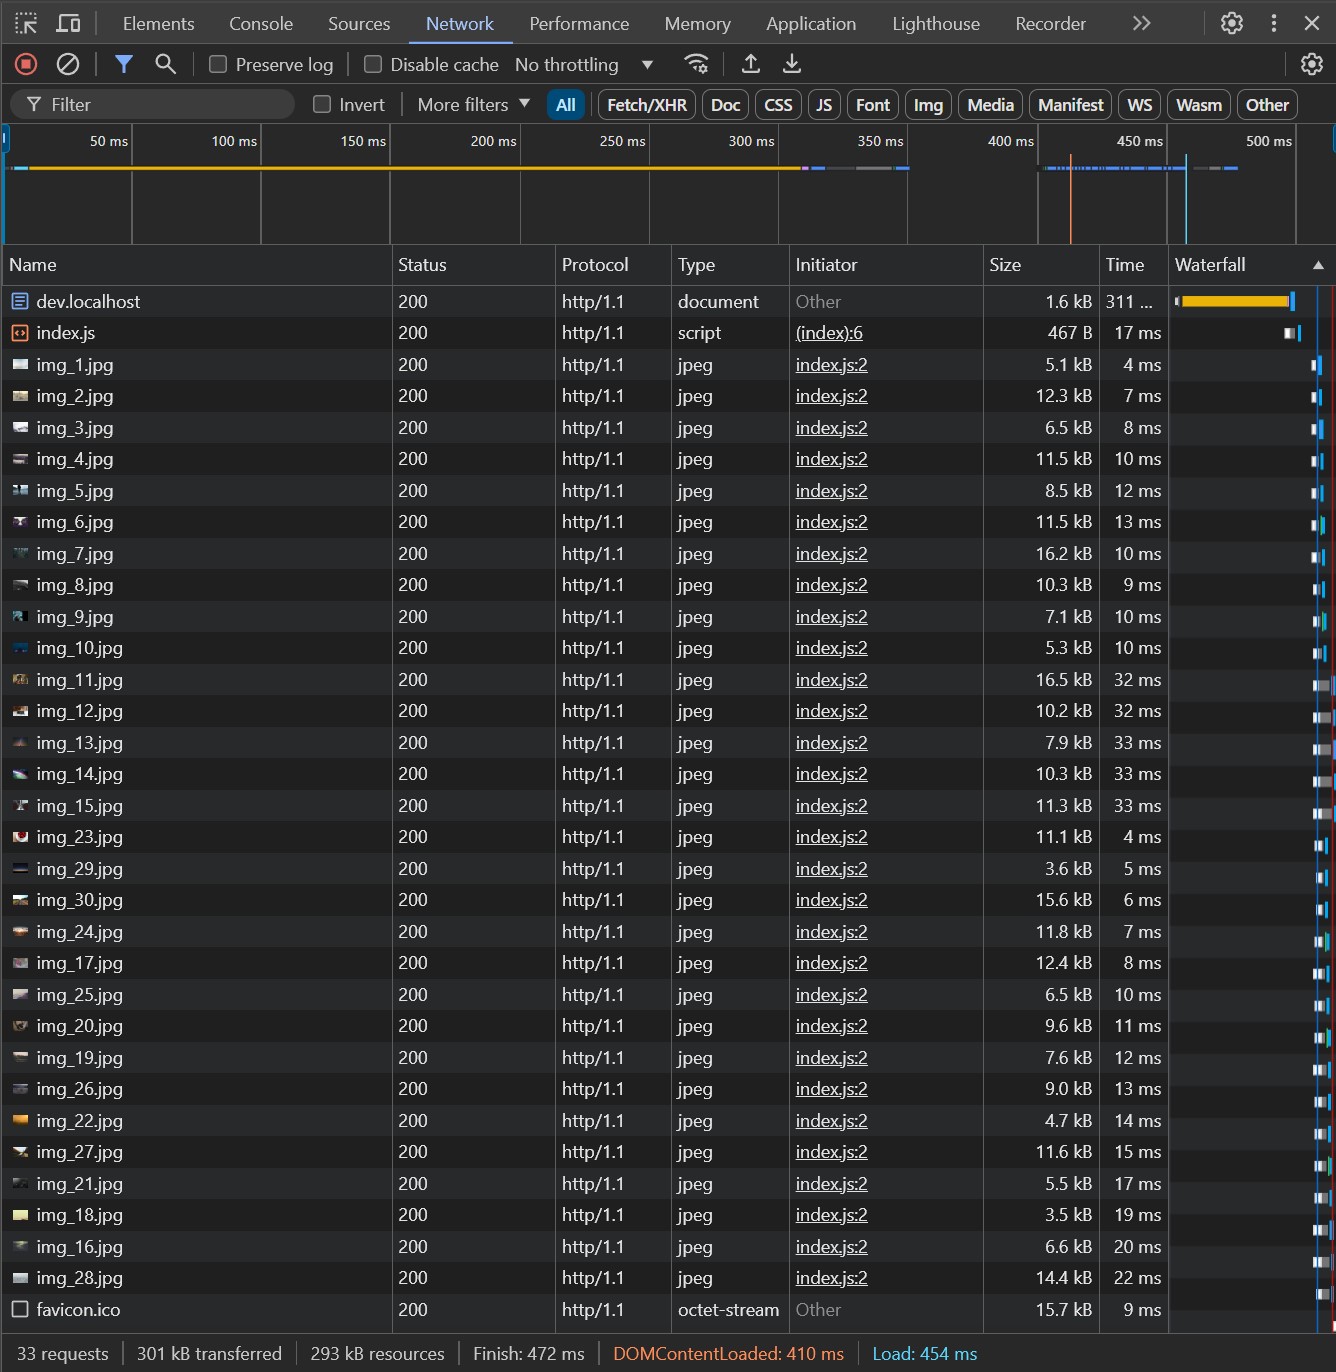 Elements Console Sources Network Performance Memory Application Lighthouse Recorder
Preserve log Disable cache No throttling
Filter Invert More filters All Fetch/XHR Doc CSS JS Font Img Media Manifest WS Wasm Other
50 ms 100 ms 150 ms 200 ms 250 ms 300 ms 350 ms 400 ms 450 ms 500 ms
Name Status Protocol Type Initiator Size Time Waterfall
dev.localhost 200 http/1.1 document Other 1.6 kB 311 ...
index.js 200 http/1.1 script (index):6 467 B 17 ms
img_1.jpg 200 http/1.1 jpeg index.js:2 5.1 kB 4 ms
img_2.jpg 200 http/1.1 jpeg index.js:2 12.3 kB 7 ms
img_3.jpg 200 http/1.1 jpeg index.js:2 6.5 kB 8 ms
img_4.jpg 200 http/1.1 jpeg index.js:2 11.5 kB 10 ms
img_5.jpg 200 http/1.1 jpeg index.js:2 8.5 kB 12 ms
img_6.jpg 200 http/1.1 jpeg index.js:2 11.5 kB 13 ms
img_7.jpg 200 http/1.1 jpeg index.js:2 16.2 kB 10 ms
img_8.jpg 200 http/1.1 jpeg index.js:2 10.3 kB 9 ms
img_9.jpg 200 http/1.1 jpeg index.js:2 7.1 kB 10 ms
img_10.jpg 200 http/1.1 jpeg index.js:2 5.3 kB 10 ms
img_11.jpg 200 http/1.1 jpeg index.js:2 16.5 kB 32 ms
img_12.jpg 200 http/1.1 jpeg index.js:2 10.2 kB 32 ms
img_13.jpg 200 http/1.1 jpeg index.js:2 7.9 kB 33 ms
img_14.jpg 200 http/1.1 jpeg index.js:2 10.3 kB 33 ms
img_15.jpg 200 http/1.1 jpeg index.js:2 11.3 kB 33 ms
img_23.jpg 200 http/1.1 jpeg index.js:2 11.1 kB 4 ms
img_29.jpg 200 http/1.1 jpeg index.js:2 3.6 kB 5 ms
img_30.jpg 200 http/1.1 jpeg index.js:2 15.6 kB 6 ms
img_24.jpg 200 http/1.1 jpeg index.js:2 11.8 kB 7 ms
img_17.jpg 200 http/1.1 jpeg index.js:2 12.4 kB 8 ms
img_25.jpg 200 http/1.1 jpeg index.js:2 6.5 kB 10 ms
img_20.jpg 200 http/1.1 jpeg index.js:2 9.6 kB 11 ms
img_19.jpg 200 http/1.1 jpeg index.js:2 7.6 kB 12 ms
img_26.jpg 200 http/1.1 jpeg index.js:2 9.0 kB 13 ms
img_22.jpg 200 http/1.1 jpeg index.js:2 4.7 kB 14 ms
img_27.jpg 200 http/1.1 jpeg index.js:2 11.6 kB 15 ms
img_21.jpg 200 http/1.1 jpeg index.js:2 5.5 kB 17 ms
img_18.jpg 200 http/1.1 jpeg index.js:2 3.5 kB 19 ms
img_16.jpg 200 http/1.1 jpeg index.js:2 6.6 kB 20 ms
img_28.jpg 200 http/1.1 jpeg index.js:2 14.4 kB 22 ms
favicon.ico 200 http/1.1 octet-stream Other 15.7 kB 9 ms
33 requests 301 kB transferred 293 kB resources Finish: 472 ms DOMContentLoaded: 410 ms Load: 454 ms